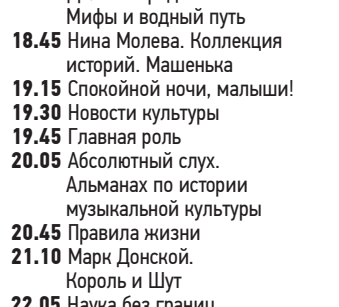 Мифы и водный путь
18.45 Нина Молева. Коллекция
историй. Машенька
19.15 Спокойной ночи, малыши!
19.30 Новости культуры
19.45 Главная роль
20.05 Абсолютный слух.
Альманах по истории
музыкальной культуры
20.45 Правила жизни
21.10 Марк Донской.
Король и Шут
22.05 Наука без границ